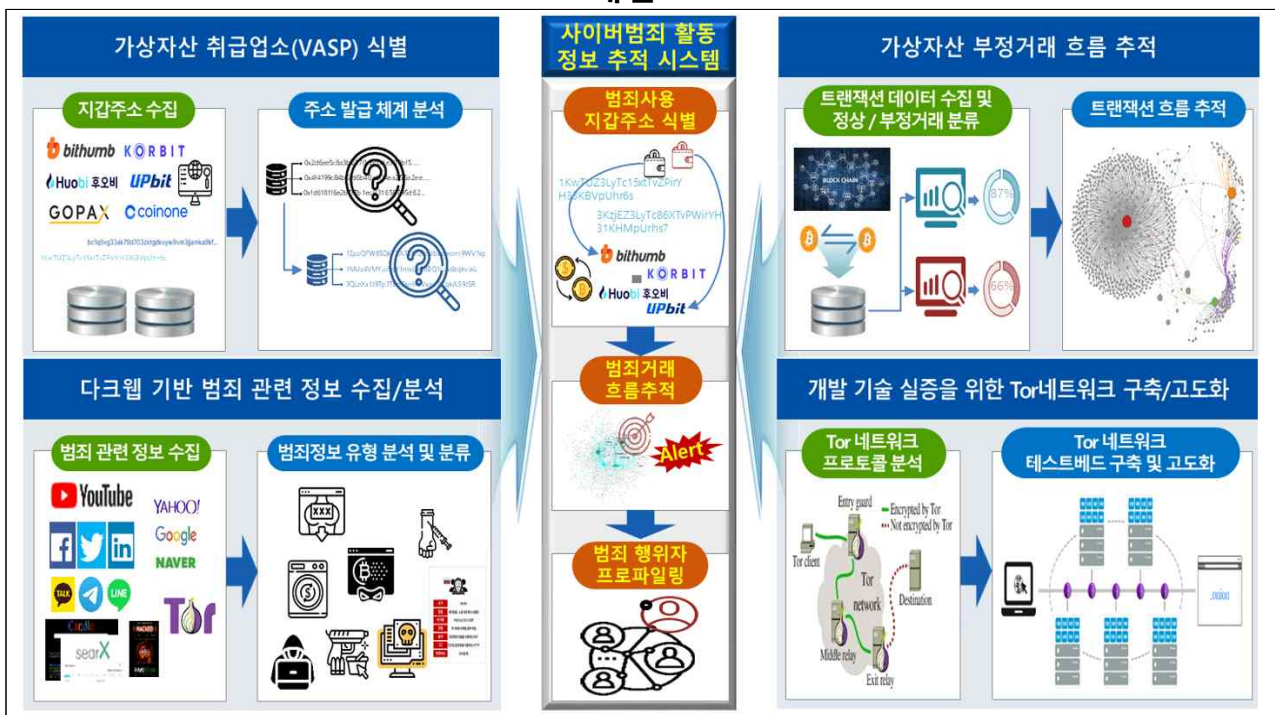 가상자산 취급업소(VASP) 식별
지갑주소 수집
bithumb
KORBIT
Huobi 후오비
UPbit
GOPAX
coinone
주소 발급 체계 분석
사이버범죄 활동
정보 추적 시스템
범죄사용
지갑주소 식별
bithumb
KORBIT
Huobi 후오비
UPbit
범죄거래
흐름추적
Alert
범죄 행위자
프로파일링
가상자산 부정거래 흐름 추적
트랜잭션 데이터 수집 및
정상 / 부정거래 분류
BLOCK CHAIN
87%
66%
트랜잭션 흐름 추적
다크웹 기반 범죄 관련 정보 수집/분석
범죄 관련 정보 수집
YouTube
YAHOO!
Google
NAVER
TALK
LINE
Tor
Candle
searX
HACKED
범죄정보 유형 분석 및 분류
XXX
개발 기술 실증을 위한 Tor네트워크 구축/고도화
Tor 네트워크
프로토콜 분석
Entry guard
Encrypted by Tor
Not encrypted by Tor
Tor client
Tor
network
Destination
Middle relay
Exit relay
Tor 네트워크
테스트베드 구축 및 고도화
.onion